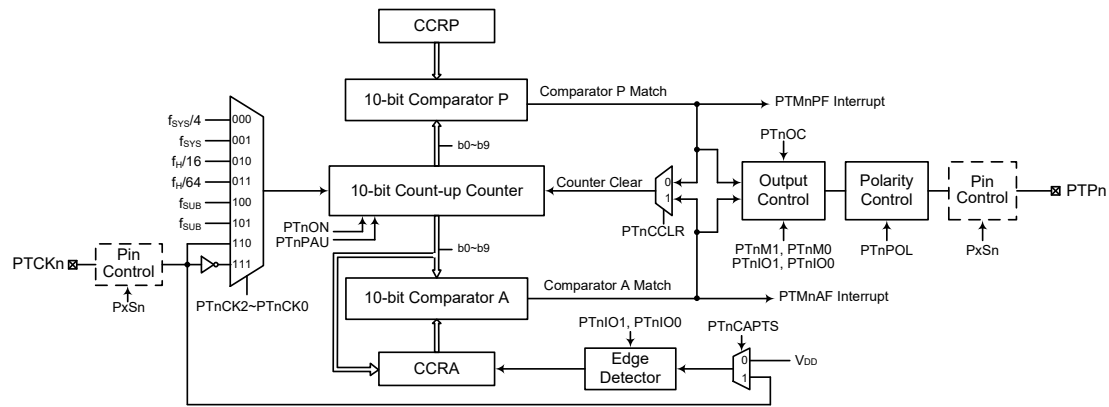 CCRP
10-bit Comparator P
Comparator P Match
PTMnPF Interrupt
fSYS/4
000
fSYS
001
fH/16
010
fH/64
011
fSUB
100
fSUB
101
110
111
b0~b9
PTnOC
10-bit Count-up Counter
Counter Clear
0
1
PTnCCLR
Output
Control
Polarity
Control
Pin
Control
PTPn
PTnON
PTnPAU
PTnM1, PTnM0
PTnIO1, PTnIO0
PTnPOL
PxSn
PTCKn
Pin
Control
PxSn
PTnCK2~PTnCK0
b0~b9
10-bit Comparator A
Comparator A Match
PTMnAF Interrupt
PTnIO1, PTnIO0
PTnCAPTS
CCRA
Edge
Detector
0
1
VDD